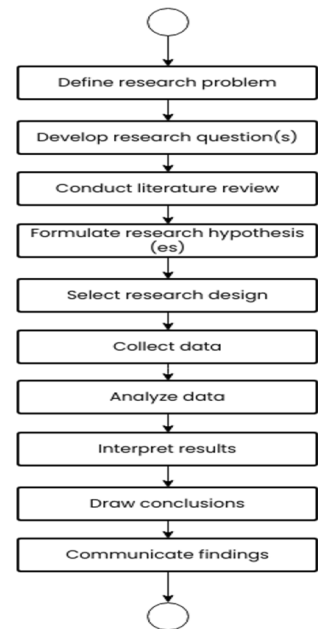 Define research problem
Develop research question(s)
Conduct literature review
Formulate research hypothesis
(es)
Select research design
Collect data
Analyze data
Interpret results
Draw conclusions
Communicate findings